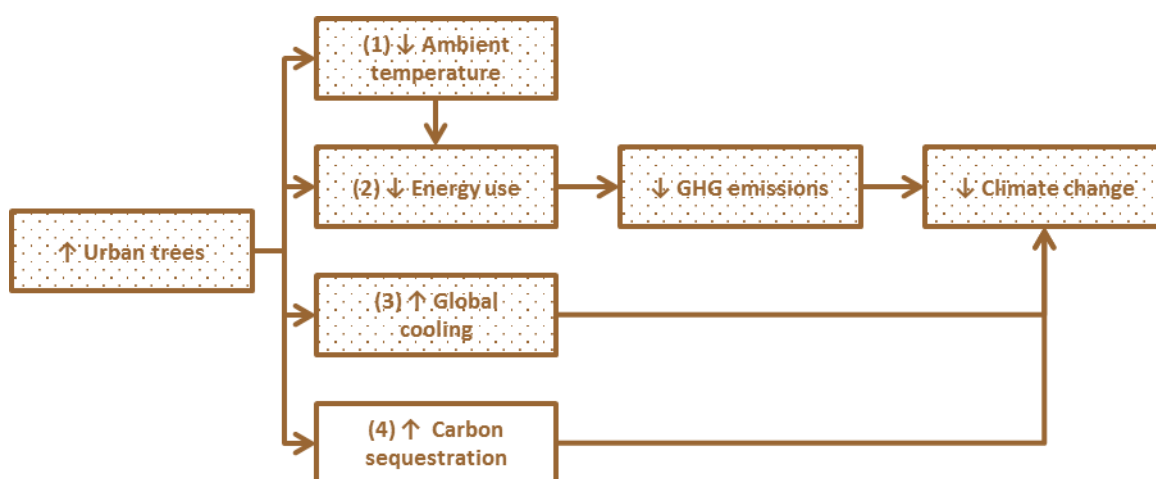 (1) ↓ Ambient
temperature
(2) ↓ Energy use
↓ GHG emissions
↓ Climate change
↑ Urban trees
(3) ↑ Global
cooling
(4) ↑ Carbon
sequestration